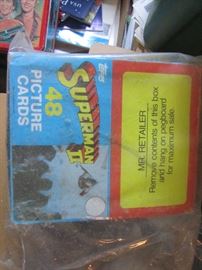 topps
SUPERMAN
II
48
PICTURE
CARDS
MR. RETAILER
Remove contents of this box
and hang on pegboard
for maximum sale.